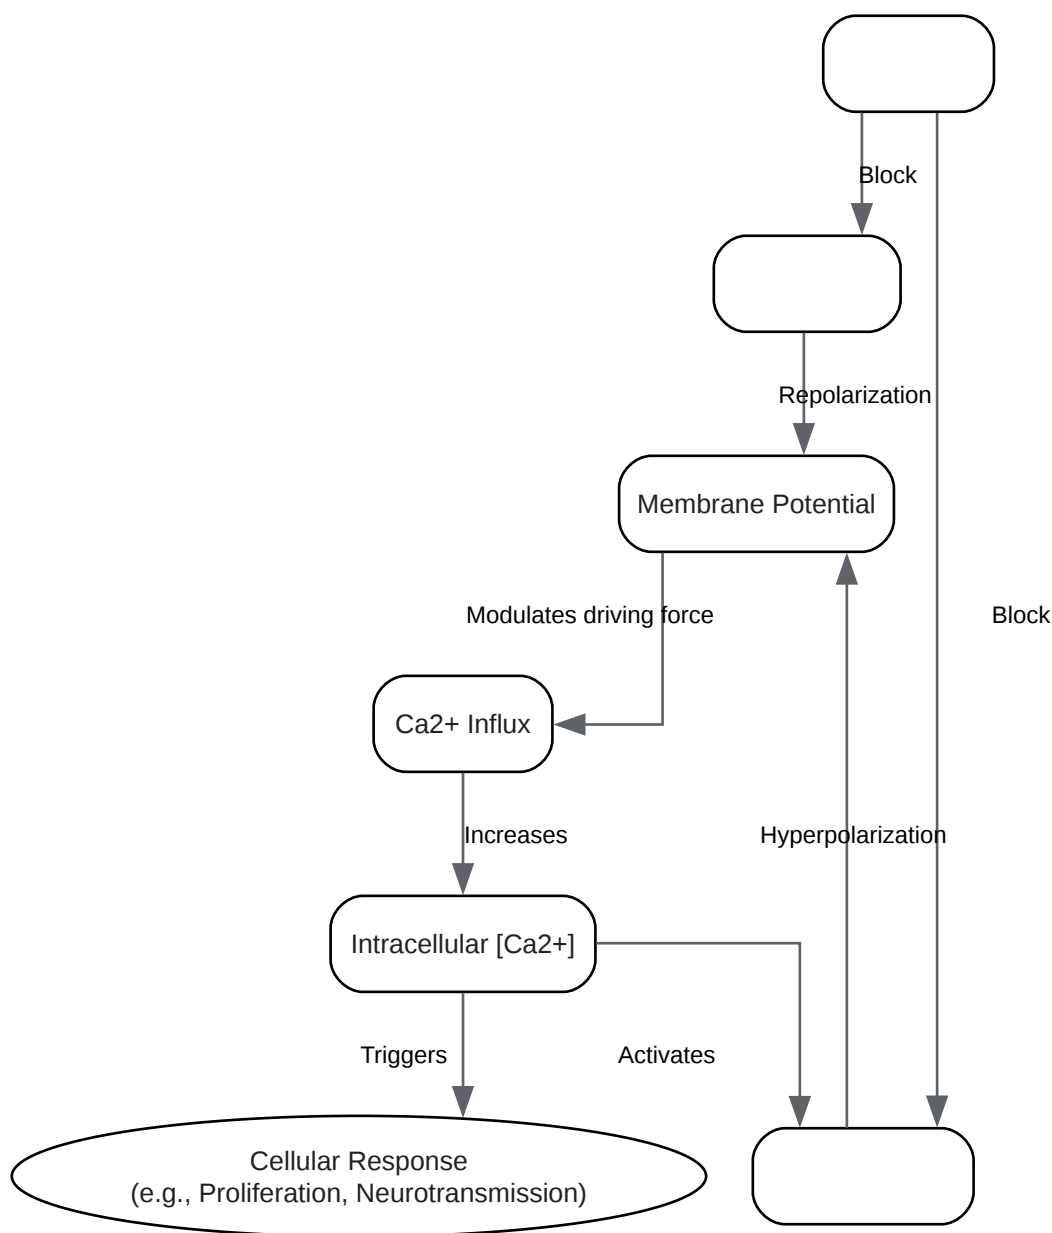 Block
Repolarization
Membrane Potential
Modulates driving force
Block
Ca2+ Influx
Increases
Hyperpolarization
Intracellular [Ca2+]
Triggers
Activates
Cellular Response
(e.g., Proliferation, Neurotransmission)